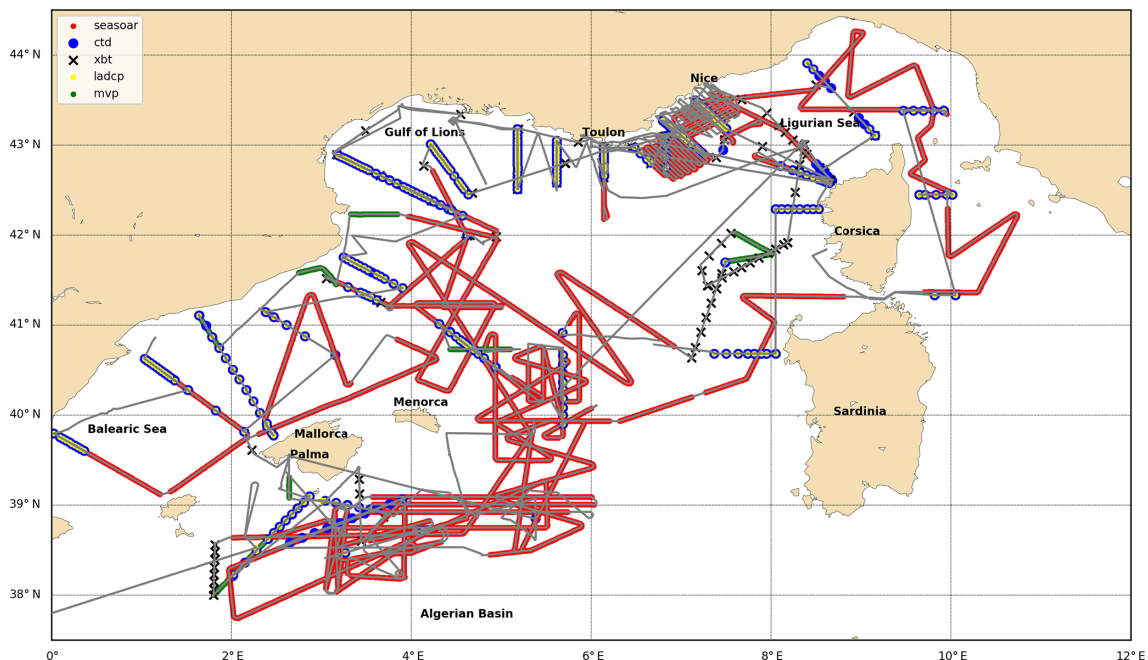 seasoar
ctd
xbt
ladcp
mvp
44° N
43° N
42° N
41° N
40° N
39° N
38° N
Nice
Gulf of Lions
Toulon
Ligurian Sea
Corsica
Menorca
Sardinia
Balearic Sea
Mallorca
Palma
Algerian Basin
0°
2° E
4° E
6° E
8° E
10° E
12° E